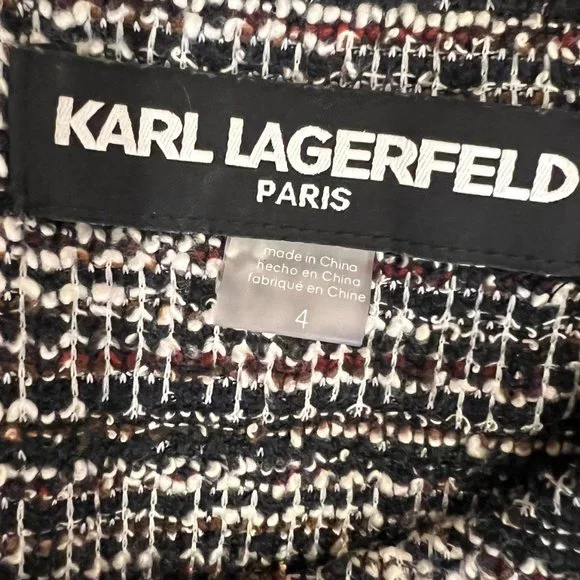 KARL LAGERFELD
PARIS
made in China
hecho en China
fabriqué en Chine
4